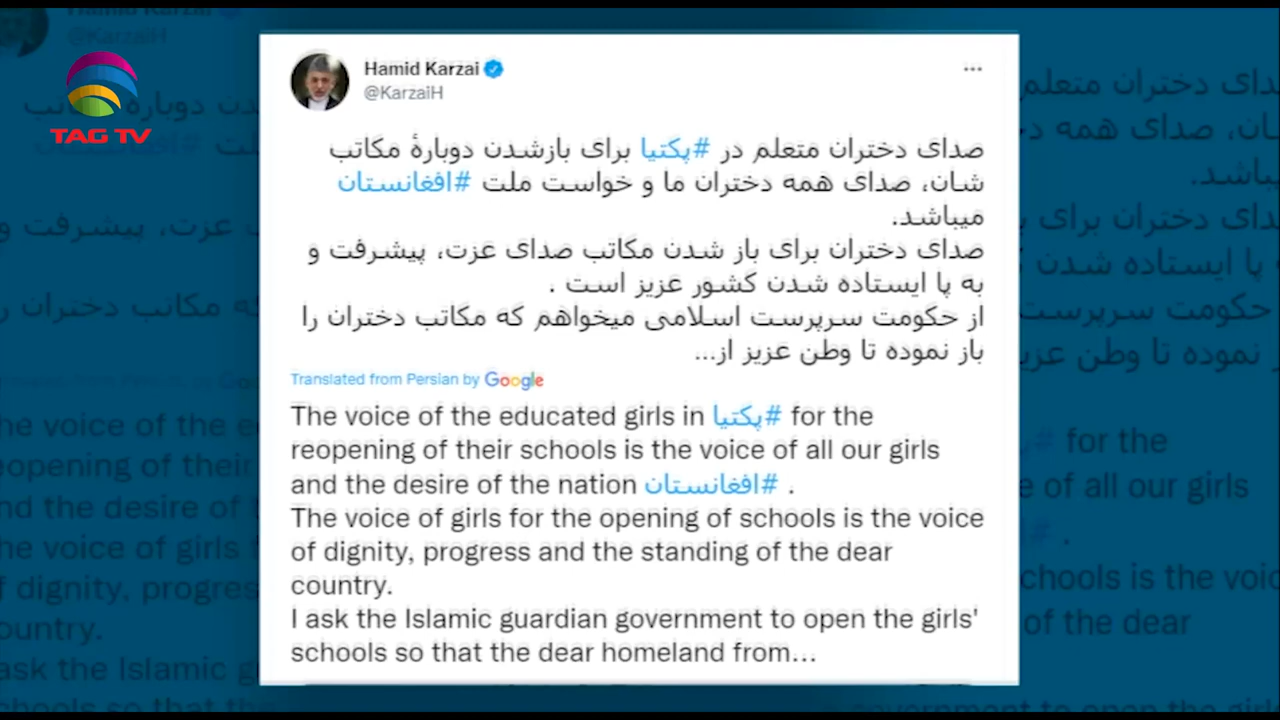 TAG TV
Hamid Karzai
@KarzaiH
صدای دختران متعلم در #پکتیا برای بازشدن دوبارهٔ مکاتب
شان، صدای همه دختران ما و خواست ملت #افغانستان
میباشد.
صدای دختران برای باز شدن مکاتب صدای عزت، پیشرفت و
به پا ایستاده شدن کشور عزیز است .
از حکومت سرپرست اسلامی میخواهم که مکاتب دختران را
باز نموده تا وطن عزیز از...
Translated from Persian by Google
The voice of the educated girls in #پکتیا for the
reopening of their schools is the voice of all our girls
and the desire of the nation #افغانستان .
The voice of girls for the opening of schools is the voice
of dignity, progress and the standing of the dear
country.
I ask the Islamic guardian government to open the girls'
schools so that the dear homeland from...